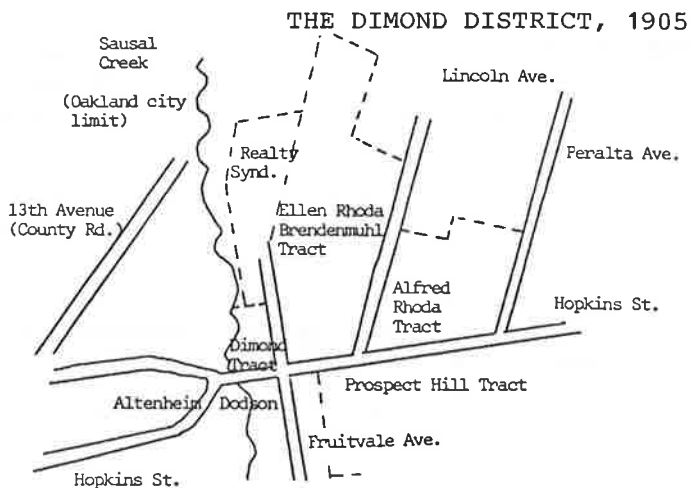 THE DIMOND DISTRICT, 1905
Sausal
Creek
Lincoln Ave.
(Oakland city
limit)
Realty
Synd.
Peralta Ave.
13th Avenue
(County Rd.)
Ellen Rhoda
Brendenmuhl
Tract
Alfred
Rhoda
Tract
Hopkins St.
Dimond
Tract
Prospect Hill Tract
Altenheim
Dodson
Fruitvale Ave.
Hopkins St.